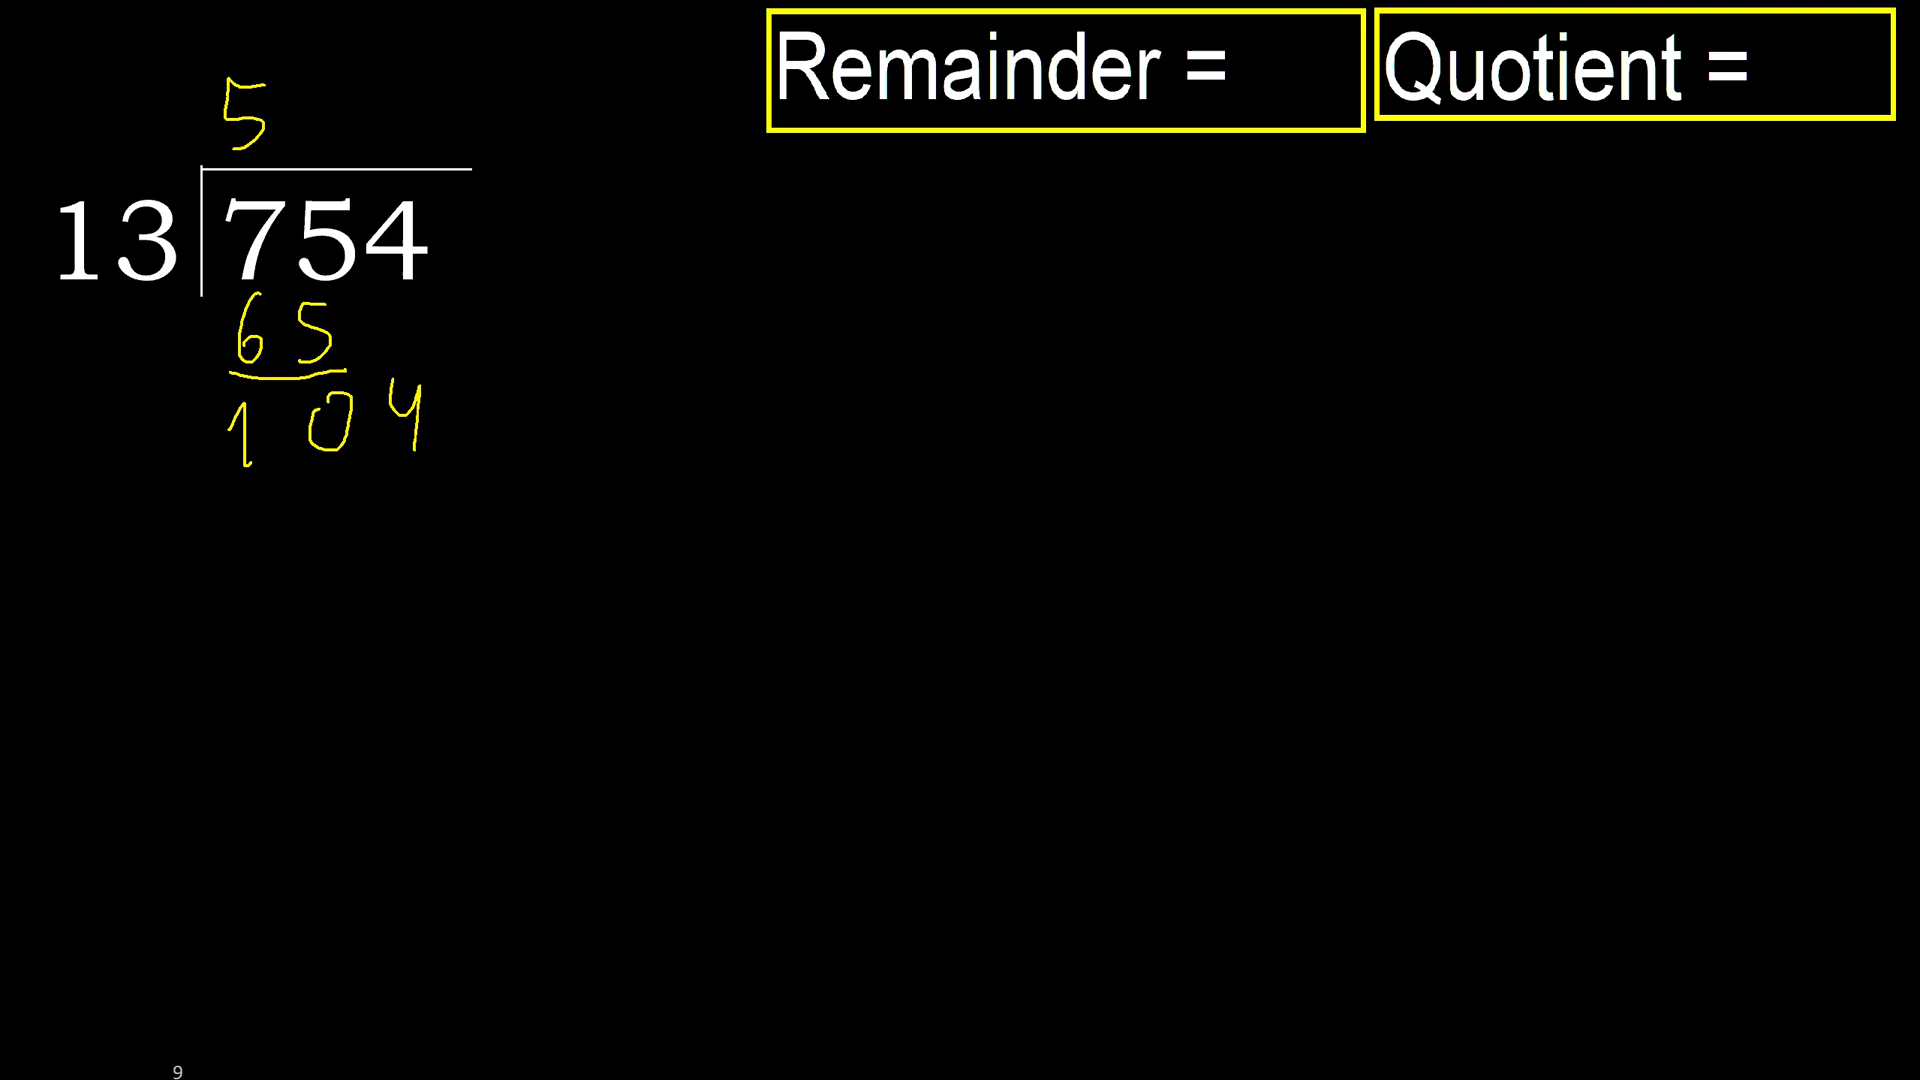 Remainder =
Quotient =
5
13 754
65
104
9